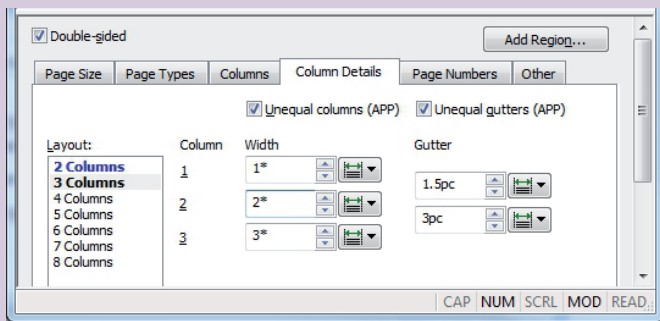 Double-sided
Add Region...
Page Size Page Types Columns Column Details Page Numbers Other
Unequal columns (APP) Unequal gutters (APP)
Layout: Column Width Gutter
2 Columns
3 Columns
4 Columns
5 Columns
6 Columns
7 Columns
8 Columns
1 1*
2 2*
3 3*
1.5pc
3pc
CAP NUM SCRL MOD READ